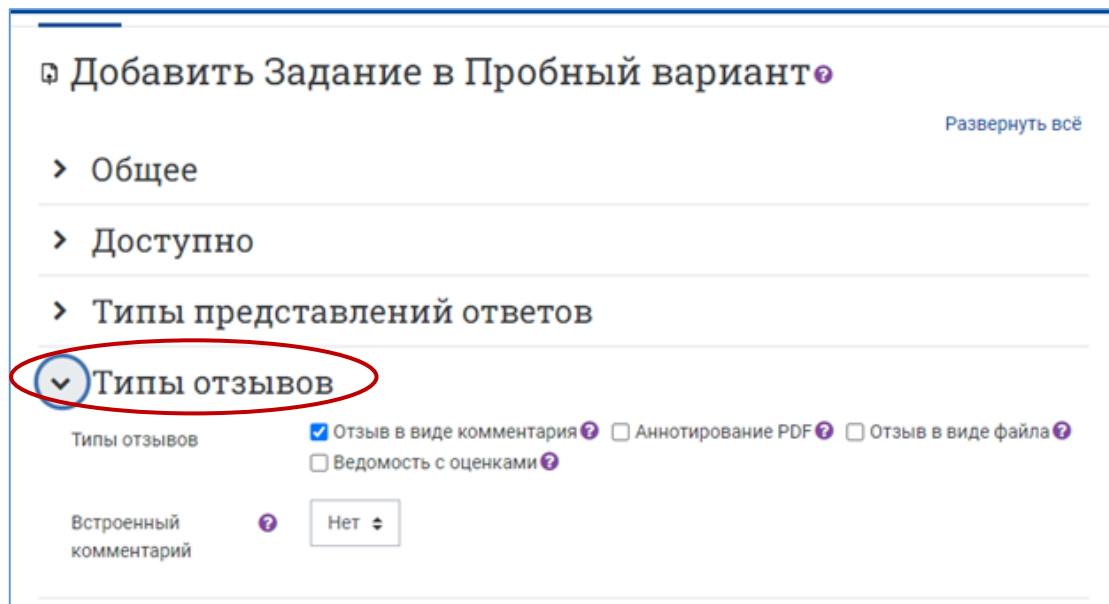 Добавить Задание в Пробный вариант
Развернуть всё
Общее
Доступно
Типы представлений ответов
Типы отзывов
Типы отзывов
Отзыв в виде комментария Аннотирование PDF Отзыв в виде файла
Ведомость с оценками
Встроенный
комментарий
Нет